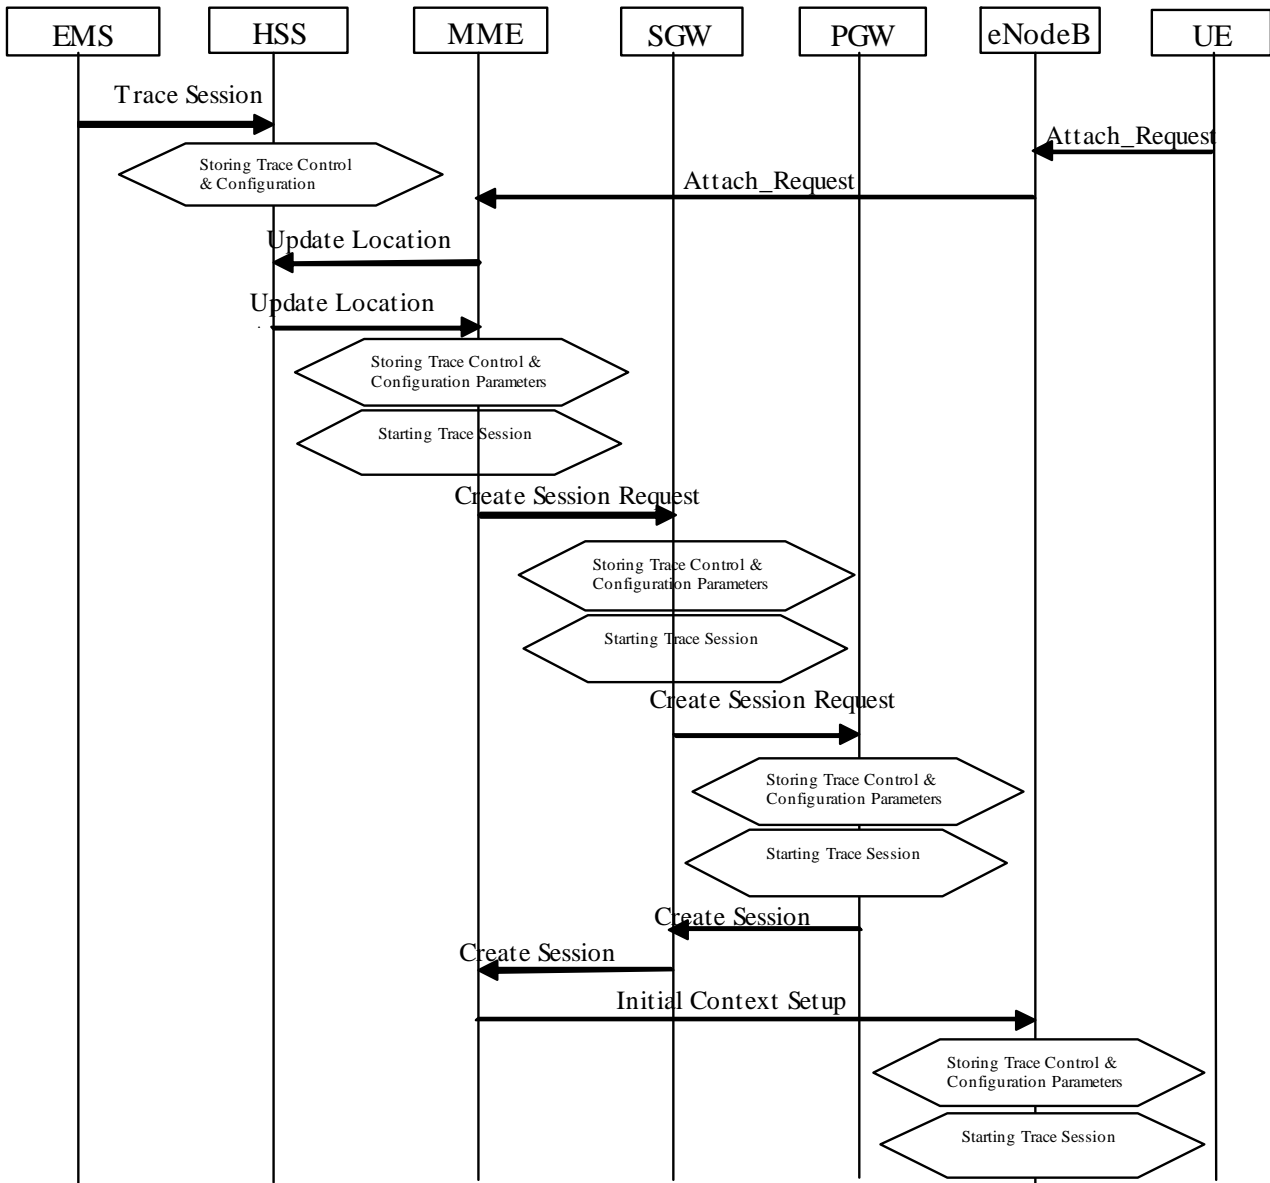 EMS
HSS
MME
SGW
PGW
eNodeB
UE
Trace Session
Attach_Request
Storing Trace Control
& Configuration
Attach_Request
Update Location
Update Location
Storing Trace Control &
Configuration Parameters
Starting Trace Session
Create Session Request
Storing Trace Control &
Configuration Parameters
Starting Trace Session
Create Session Request
Storing Trace Control &
Configuration Parameters
Starting Trace Session
Create Session
Create Session
Initial Context Setup
Storing Trace Control &
Configuration Parameters
Starting Trace Session